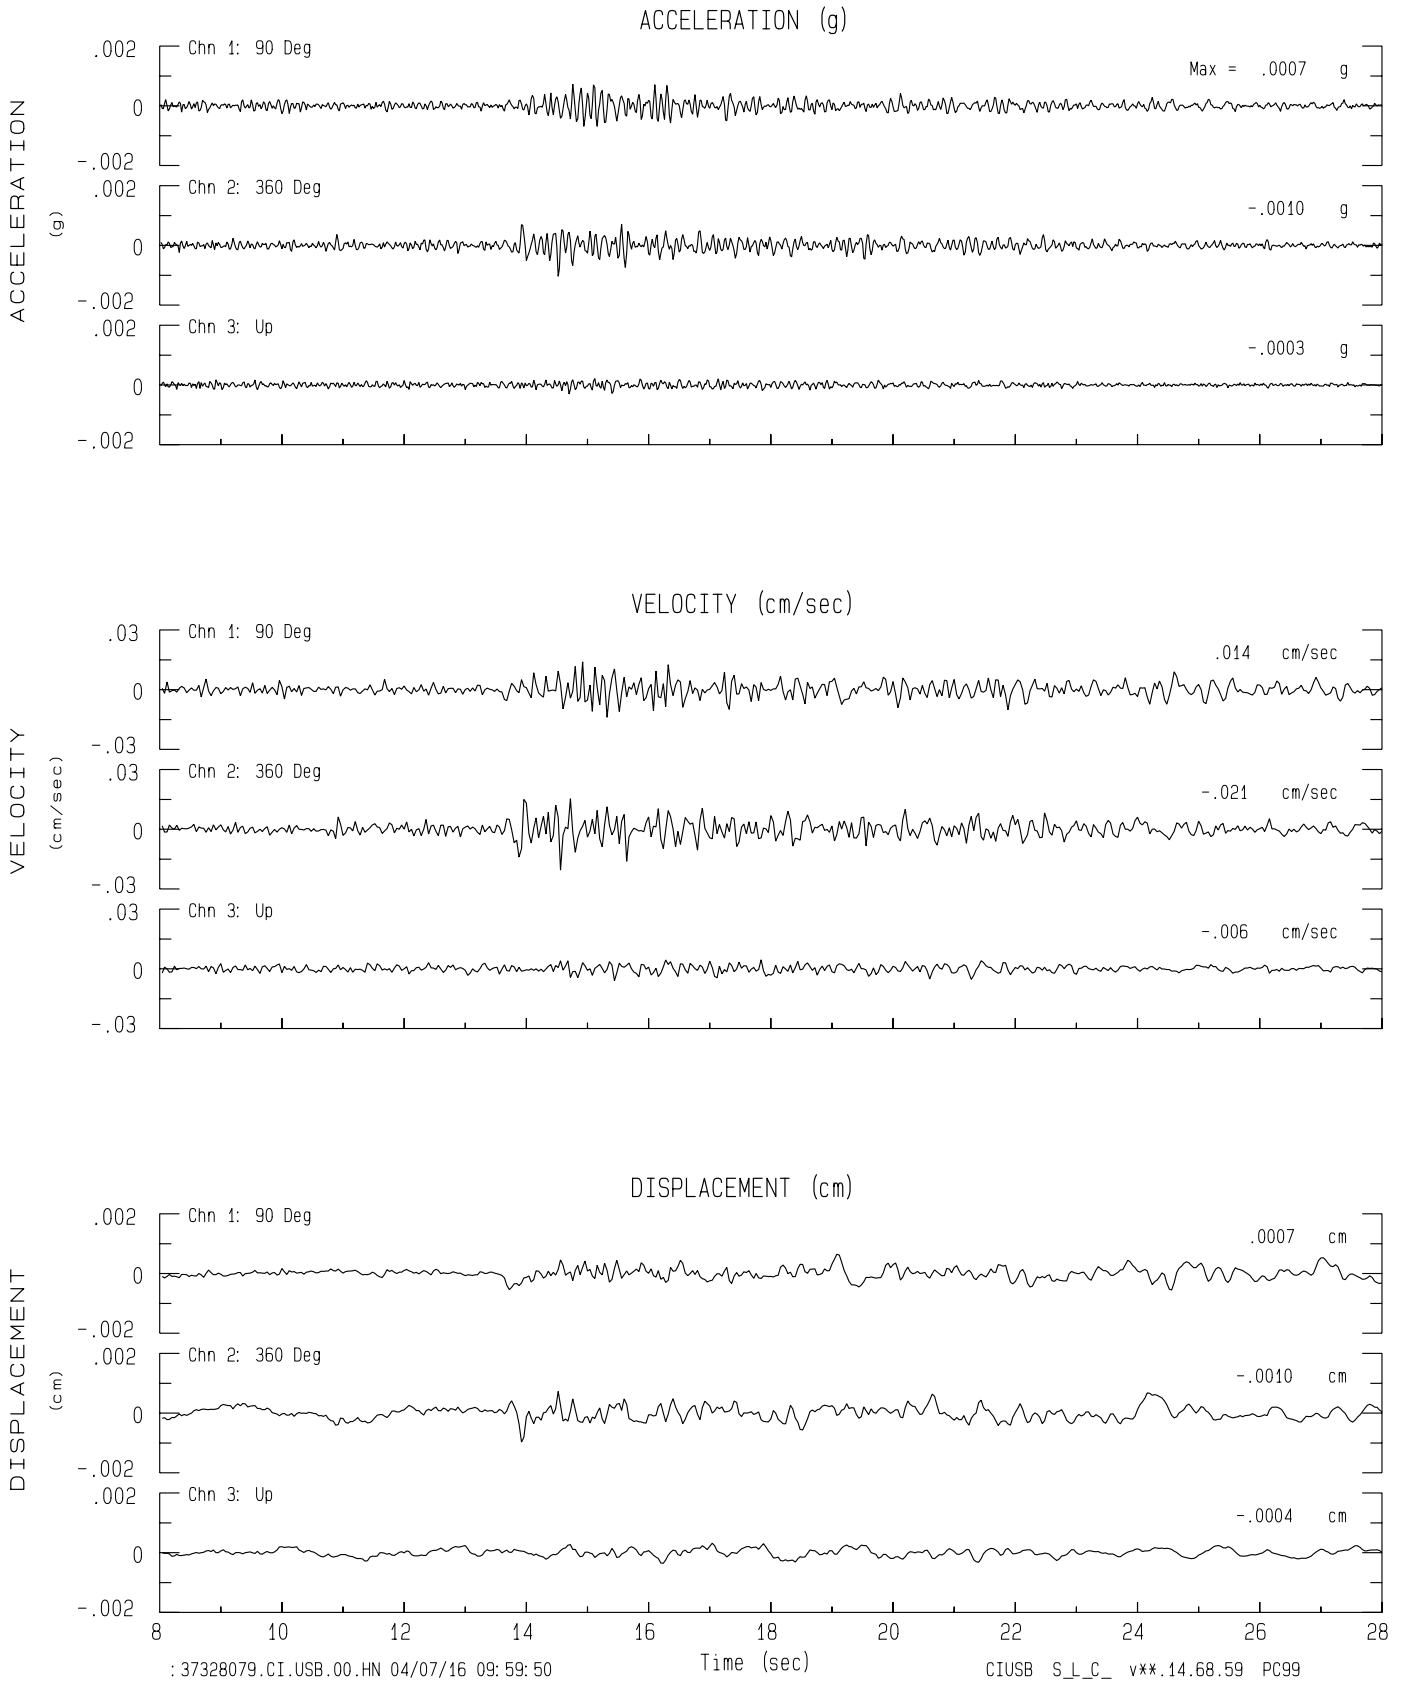 ACCELERATION (g)
.002
Chn 1: 90 Deg
Max = .0007 g
0
-.002
.002
Chn 2: 360 Deg
-.0010 g
0
-.002
.002
Chn 3: Up
-.0003 g
0
-.002
ACCELERATION
(g)
VELOCITY (cm/sec)
.03
Chn 1: 90 Deg
.014 cm/sec
0
-.03
.03
Chn 2: 360 Deg
-.021 cm/sec
0
-.03
.03
Chn 3: Up
-.006 cm/sec
0
-.03
VELOCITY
(cm/sec)
DISPLACEMENT (cm)
.002
Chn 1: 90 Deg
.0007 cm
0
-.002
.002
Chn 2: 360 Deg
-.0010 cm
0
-.002
.002
Chn 3: Up
-.0004 cm
0
-.002
DISPLACEMENT
(cm)
8 10 12 14 16 18 20 22 24 26 28
Time (sec)
:37328079.CI.USB.00.HN 04/07/16 09:59:50
CIUSB S_L_C_ v**.14.68.59 PC99